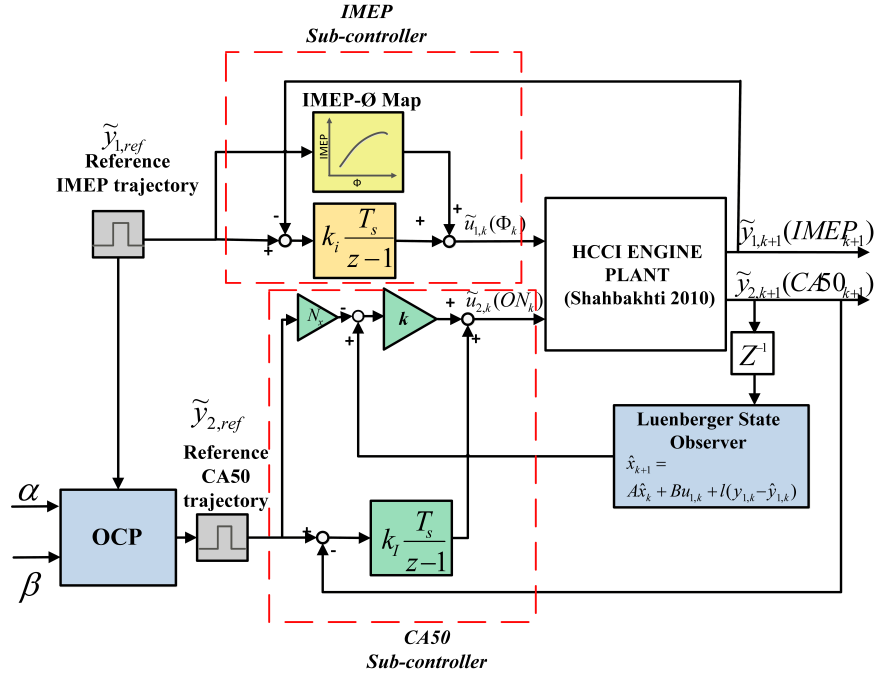 IMEP
Sub-controller
IMEP-Ø Map
IMEP
Φ
ỹ₁,ref
Reference
IMEP trajectory
-
+
kᵢ Tₛ/(z−1)
+
+
ũ₁,ₖ(Φₖ)
HCCI ENGINE
PLANT
(Shahbakhti 2010)
ỹ₁,ₖ₊₁(IMEPₖ₊₁)
ỹ₂,ₖ₊₁(CA50ₖ₊₁)
Nₓ
-
+
k
+
+
ũ₂,ₖ(ONₖ)
Z⁻¹
Luenberger State
Observer
x̂ₖ₊₁ =
Ax̂ₖ + Bu₁,ₖ + l(y₁,ₖ − ŷ₁,ₖ)
ỹ₂,ref
Reference
CA50
trajectory
α
β
OCP
+
-
k_I Tₛ/(z−1)
CA50
Sub-controller